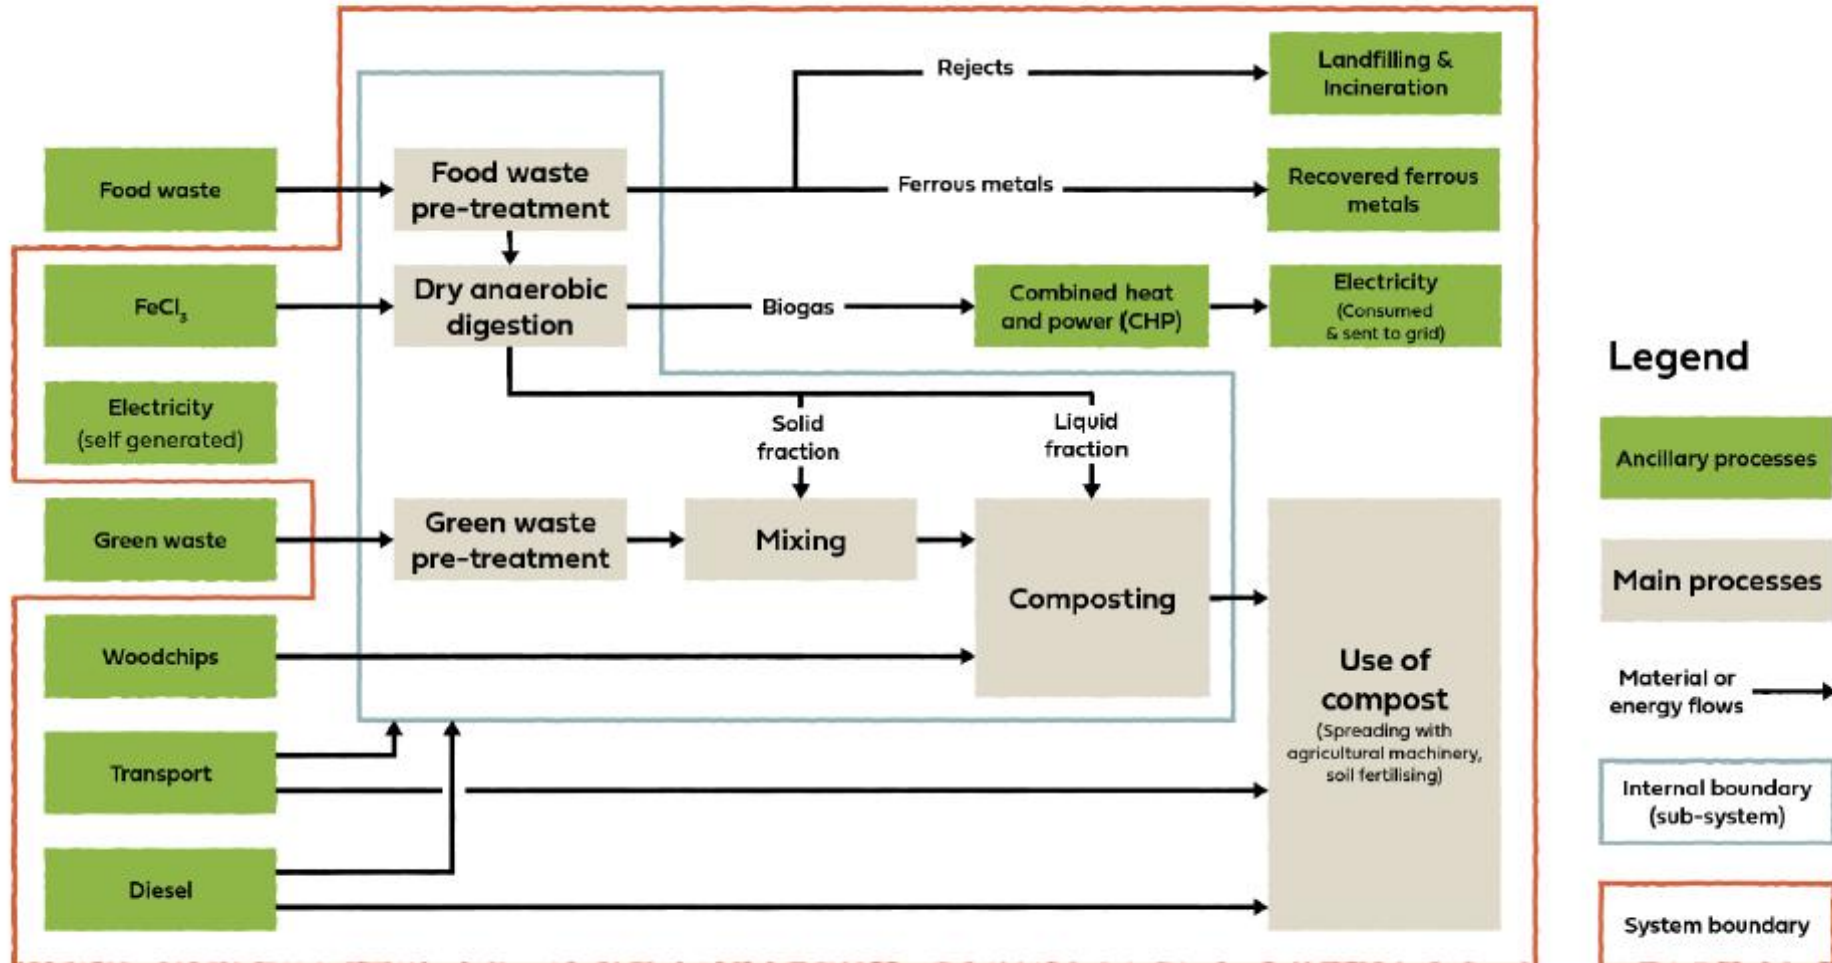 Rejects
Landfilling &
Incineration
Food waste
Food waste
pre-treatment
Ferrous metals
Recovered ferrous
metals
FeCl₃
Dry anaerobic
digestion
Biogas
Combined heat
and power (CHP)
Electricity
(Consumed
& sent to grid)
Electricity
(self generated)
Solid
fraction
Liquid
fraction
Green waste
Green waste
pre-treatment
Mixing
Composting
Woodchips
Use of
compost
(Spreading with
agricultural machinery,
soil fertilising)
Transport
Diesel
Legend
Ancillary processes
Main processes
Material or
energy flows
Internal boundary
(sub-system)
System boundary